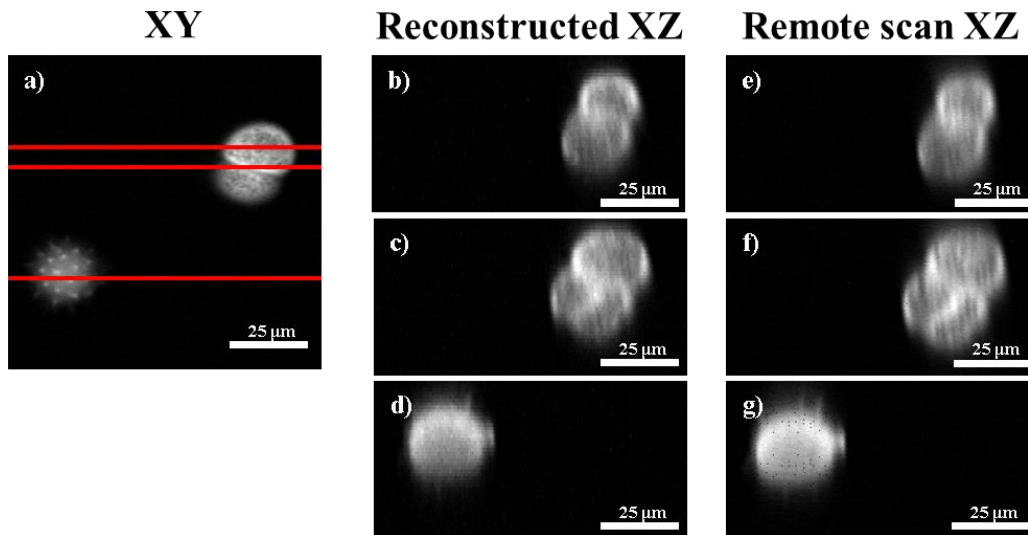 XY
Reconstructed XZ
Remote scan XZ
a)
25 μm
b)
25 μm
e)
25 μm
c)
25 μm
f)
25 μm
d)
25 μm
g)
25 μm